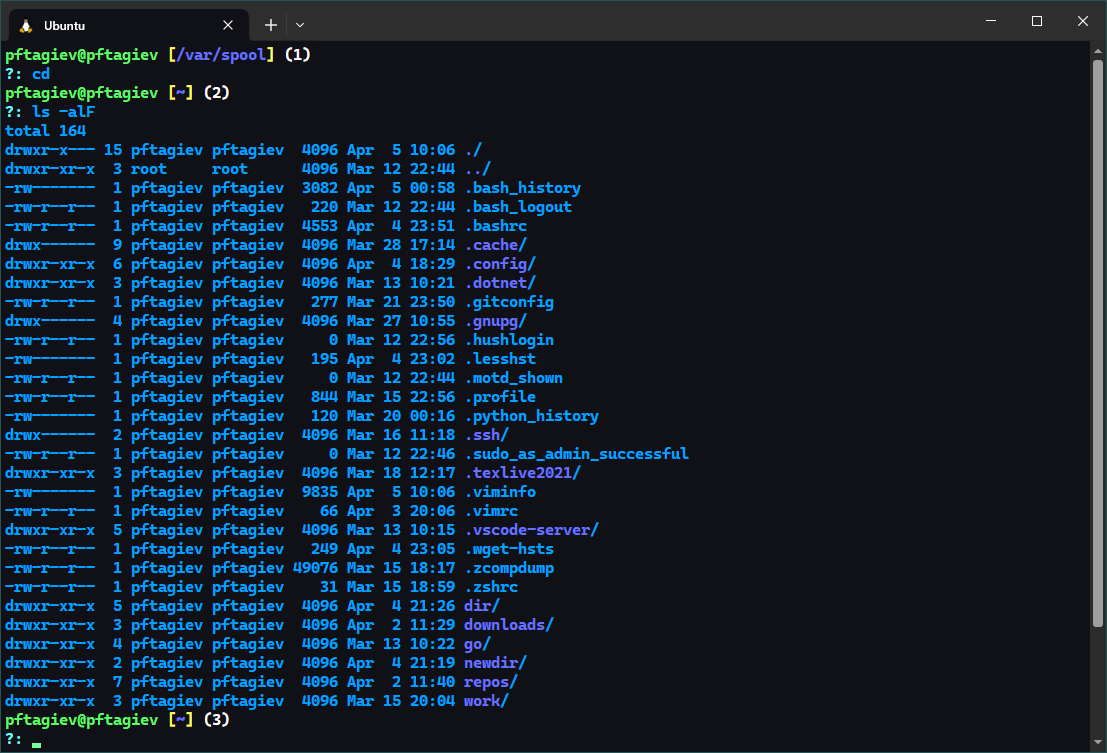 Ubuntu
pftagiev@pftagiev [/var/spool] (1)
?: cd
pftagiev@pftagiev [~] (2)
?: ls -alF
total 164
drwxr-x--- 15 pftagiev pftagiev  4096 Apr  5 10:06 ./
drwxr-xr-x  3 root     root      4096 Mar 12 22:44 ../
-rw-------  1 pftagiev pftagiev  3082 Apr  5 00:58 .bash_history
-rw-r--r--  1 pftagiev pftagiev   220 Mar 12 22:44 .bash_logout
-rw-r--r--  1 pftagiev pftagiev  4553 Apr  4 23:51 .bashrc
drwx------  9 pftagiev pftagiev  4096 Mar 28 17:14 .cache/
drwxr-xr-x  6 pftagiev pftagiev  4096 Apr  4 18:29 .config/
drwxr-xr-x  3 pftagiev pftagiev  4096 Mar 13 10:21 .dotnet/
-rw-r--r--  1 pftagiev pftagiev   277 Mar 21 23:50 .gitconfig
drwx------  4 pftagiev pftagiev  4096 Mar 27 10:55 .gnupg/
-rw-r--r--  1 pftagiev pftagiev     0 Mar 12 22:56 .hushlogin
-rw-------  1 pftagiev pftagiev   195 Apr  4 23:02 .lesshst
-rw-r--r--  1 pftagiev pftagiev     0 Mar 12 22:44 .motd_shown
-rw-r--r--  1 pftagiev pftagiev   844 Mar 15 22:56 .profile
-rw-------  1 pftagiev pftagiev   120 Mar 20 00:16 .python_history
drwx------  2 pftagiev pftagiev  4096 Mar 16 11:18 .ssh/
-rw-r--r--  1 pftagiev pftagiev     0 Mar 12 22:46 .sudo_as_admin_successful
drwxr-xr-x  3 pftagiev pftagiev  4096 Mar 18 12:17 .texlive2021/
-rw-------  1 pftagiev pftagiev  9835 Apr  5 10:06 .viminfo
-rw-r--r--  1 pftagiev pftagiev    66 Apr  3 20:06 .vimrc
drwxr-xr-x  5 pftagiev pftagiev  4096 Mar 13 10:15 .vscode-server/
-rw-r--r--  1 pftagiev pftagiev   249 Apr  4 23:05 .wget-hsts
-rw-r--r--  1 pftagiev pftagiev 49076 Mar 15 18:17 .zcompdump
-rw-r--r--  1 pftagiev pftagiev    31 Mar 15 18:59 .zshrc
drwxr-xr-x  5 pftagiev pftagiev  4096 Apr  4 21:26 dir/
drwxr-xr-x  3 pftagiev pftagiev  4096 Apr  2 11:29 downloads/
drwxr-xr-x  4 pftagiev pftagiev  4096 Mar 13 10:22 go/
drwxr-xr-x  2 pftagiev pftagiev  4096 Apr  4 21:19 newdir/
drwxr-xr-x  7 pftagiev pftagiev  4096 Apr  2 11:40 repos/
drwxr-xr-x  3 pftagiev pftagiev  4096 Mar 15 20:04 work/
pftagiev@pftagiev [~] (3)
?: